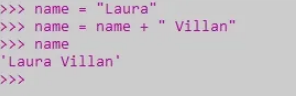 >>> name = "Laura"
>>> name = name + " Villan"
>>> name
'Laura Villan'
>>>